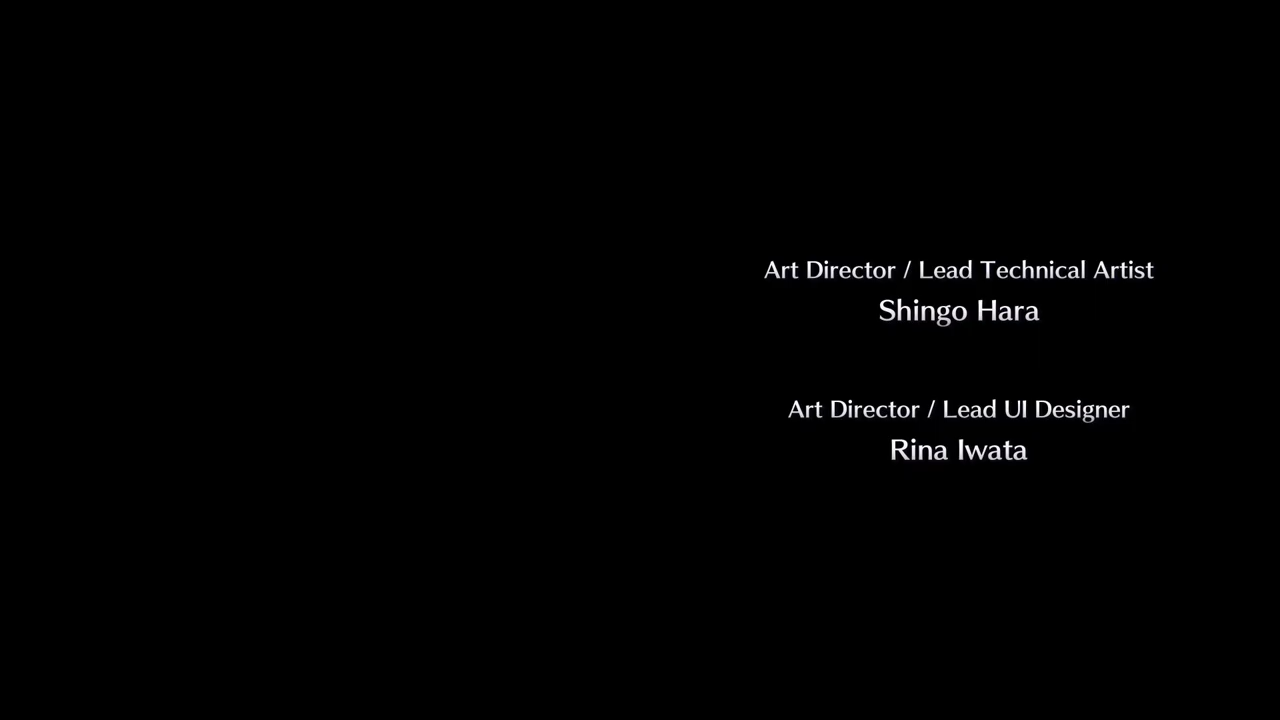 Art Director / Lead Technical Artist
Shingo Hara
Art Director / Lead UI Designer
Rina Iwata